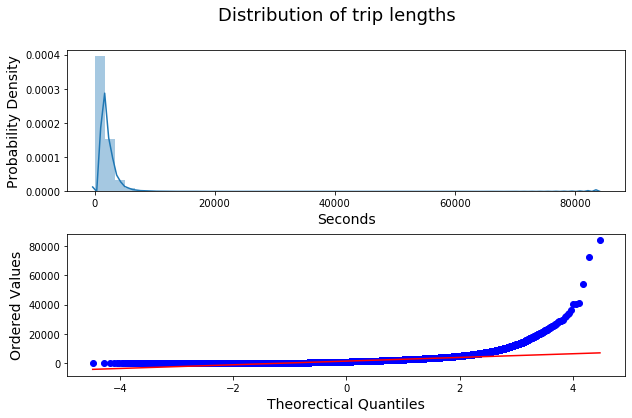 Distribution of trip lengths
Probability Density
0.0004
0.0003
0.0002
0.0001
0.0000
0 20000 40000 60000 80000
Seconds
Ordered Values
80000
60000
40000
20000
0
−4 −2 0 2 4
Theorectical Quantiles